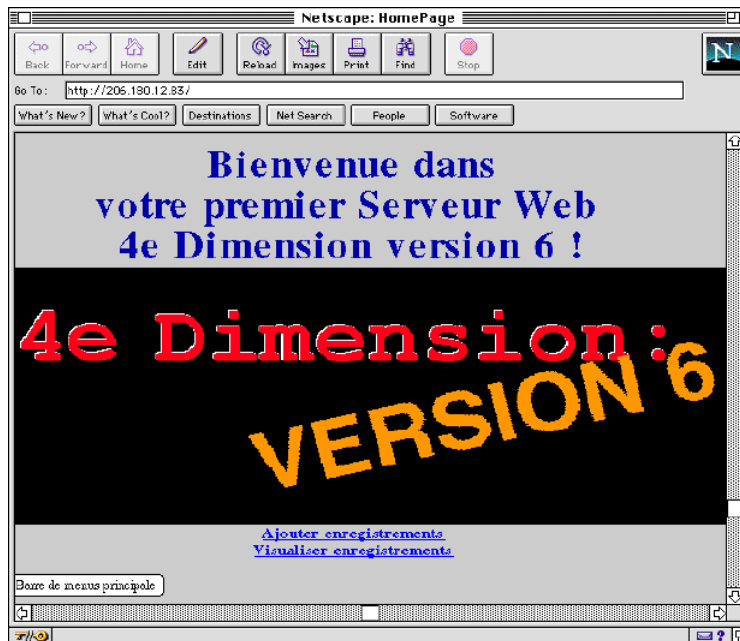 Netscape: HomePage
Back Forward Home Edit Reload Images Print Find Stop
N
Go To: http://206.180.12.83/
What's New? What's Cool? Destinations Net Search People Software
Bienvenue dans
votre premier Serveur Web
4e Dimension version 6 !
4e Dimension:
VERSION 6
Ajouter enregistrements
Visualiser enregistrements
Barre de menus principale
?